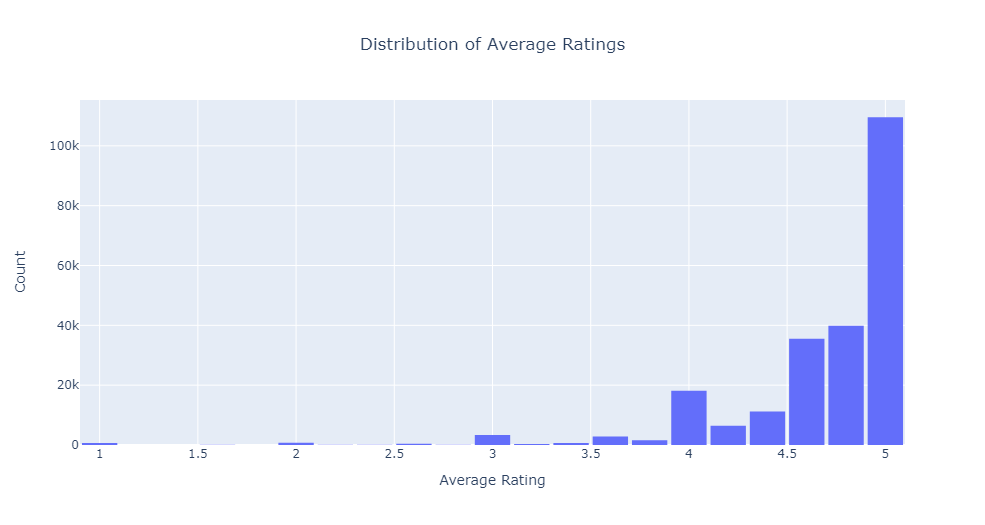 Distribution of Average Ratings
Count
100k
80k
60k
40k
20k
0
1 1.5 2 2.5 3 3.5 4 4.5 5
Average Rating